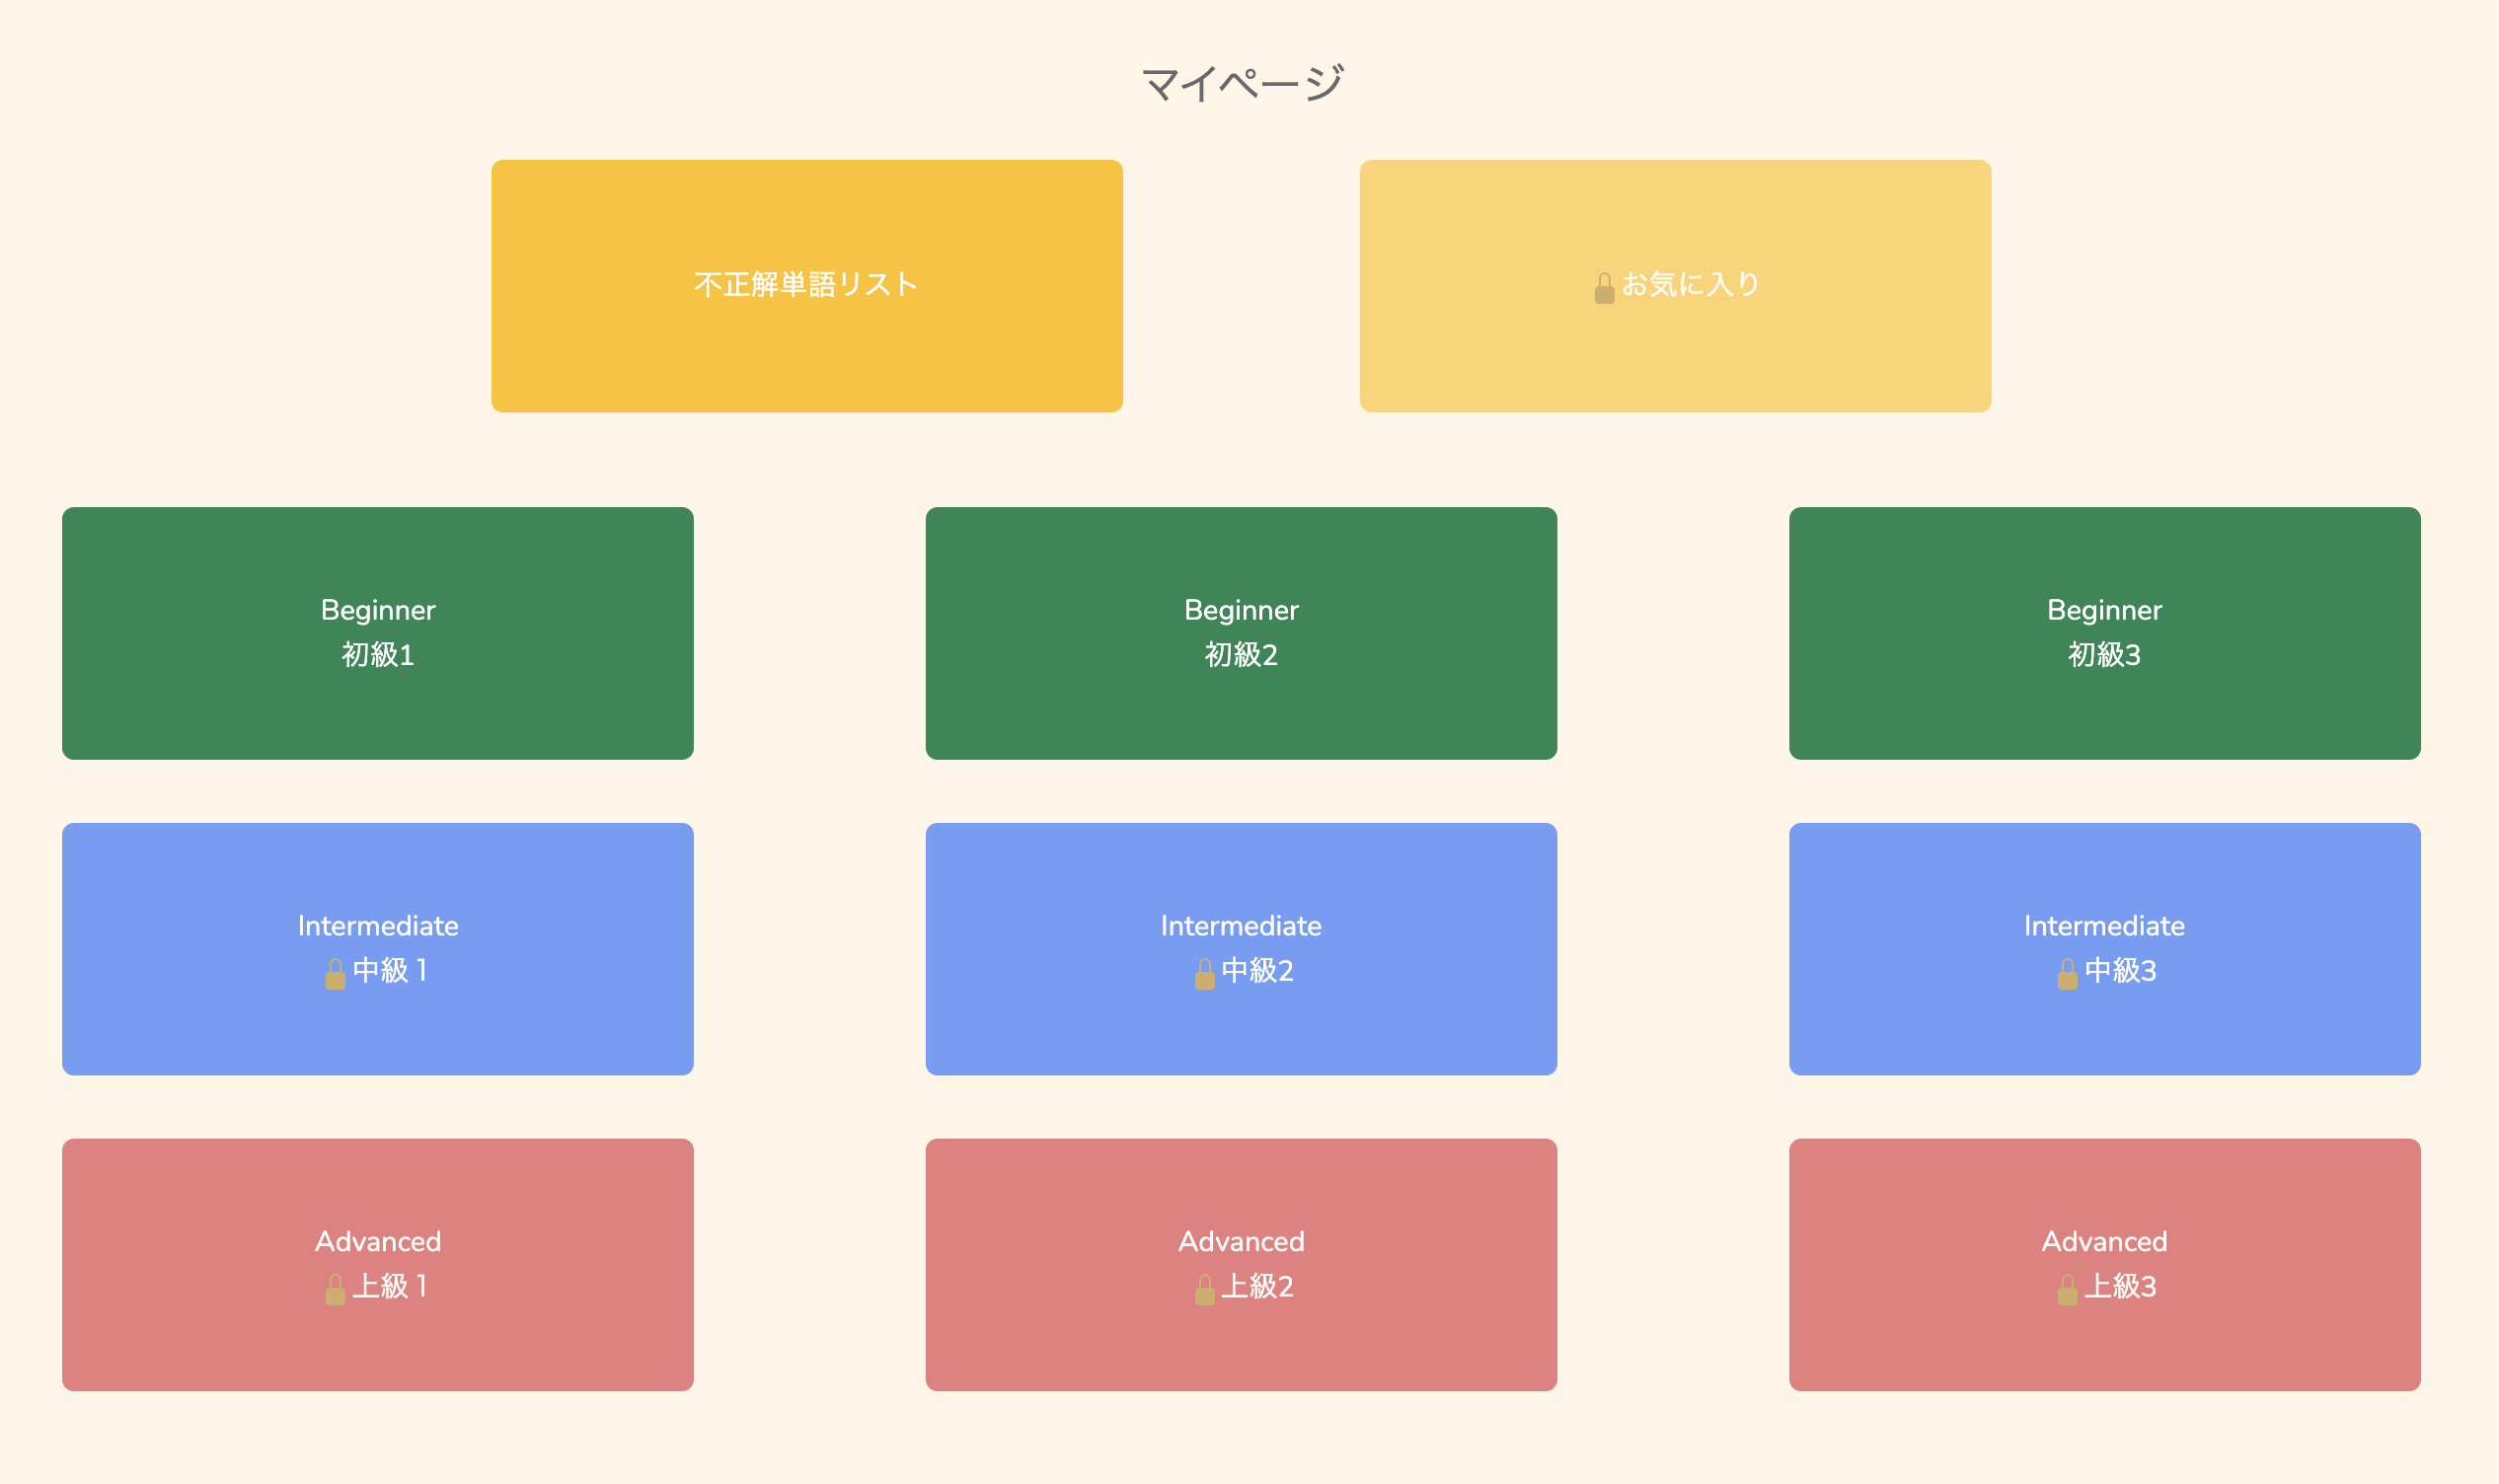 マイページ
不正解単語リスト
お気に入り
Beginner
初級1
Beginner
初級2
Beginner
初級3
Intermediate
中級１
Intermediate
中級2
Intermediate
中級3
Advanced
上級１
Advanced
上級2
Advanced
上級3